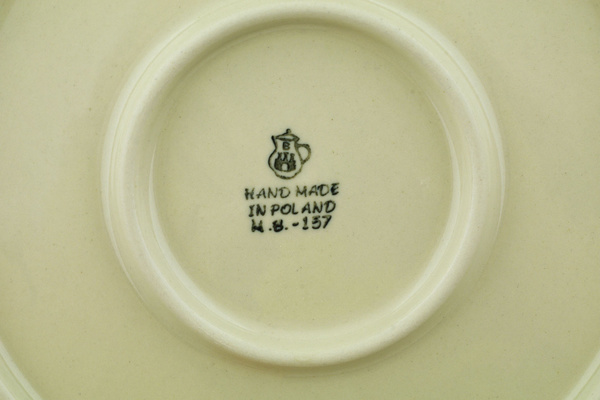 B
HAND MADE
IN POLAND
M.B.-137